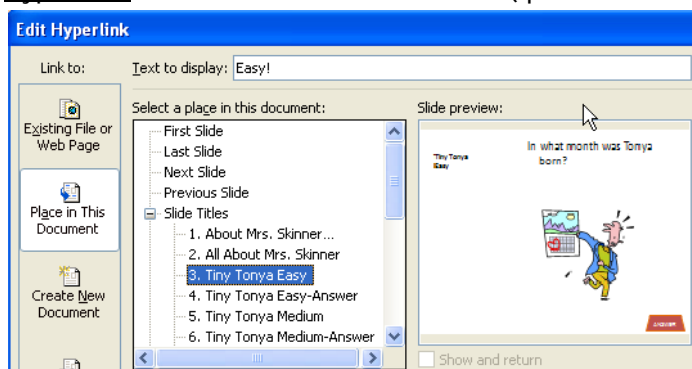 Edit Hyperlink
Link to:
Text to display: Easy!
Existing File or
Web Page
Place in This
Document
Create New
Document
Select a place in this document:
First Slide
Last Slide
Next Slide
Previous Slide
Slide Titles
1. About Mrs. Skinner...
2. All About Mrs. Skinner
3. Tiny Tonya Easy
4. Tiny Tonya Easy-Answer
5. Tiny Tonya Medium
6. Tiny Tonya Medium-Answer
Slide preview:
Tiny Tonya
Easy
In what month was Tonya
born?
ANSWER
Show and return